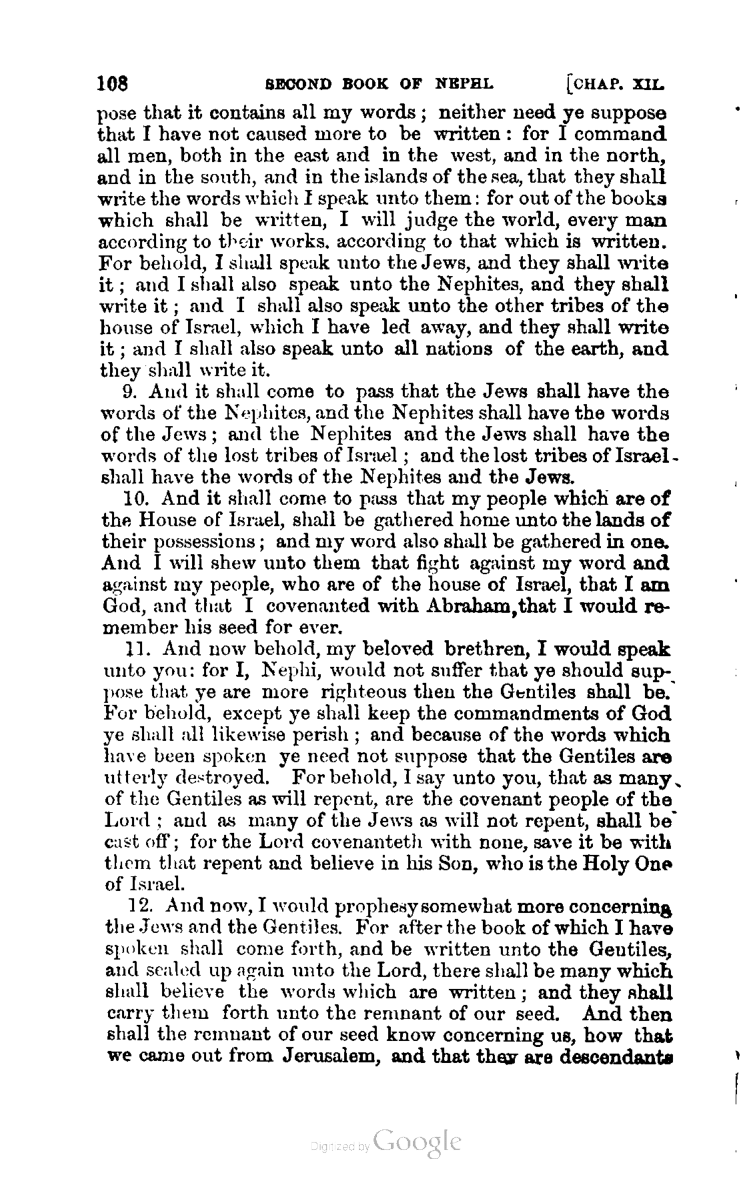 108 SECOND BOOK OF NEPHI. [CHAP. XII.
pose that it contains all my words; neither need ye suppose
that I have not caused more to be written: for I command
all men, both in the east and in the west, and in the north,
and in the south, and in the islands of the sea, that they shall
write the words which I speak unto them: for out of the books
which shall be written, I will judge the world, every man
according to their works, according to that which is written.
For behold, I shall speak unto the Jews, and they shall write
it; and I shall also speak unto the Nephites, and they shall
write it; and I shall also speak unto the other tribes of the
house of Israel, which I have led away, and they shall write
it; and I shall also speak unto all nations of the earth, and
they shall write it.
9. And it shall come to pass that the Jews shall have the
words of the Nephites, and the Nephites shall have the words
of the Jews; and the Nephites and the Jews shall have the
words of the lost tribes of Israel; and the lost tribes of Israel
shall have the words of the Nephites and the Jews.
10. And it shall come to pass that my people which are of
the House of Israel, shall be gathered home unto the lands of
their possessions; and my word also shall be gathered in one.
And I will shew unto them that fight against my word and
against my people, who are of the house of Israel, that I am
God, and that I covenanted with Abraham, that I would re-
member his seed for ever.
11. And now behold, my beloved brethren, I would speak
unto you: for I, Nephi, would not suffer that ye should sup-
pose that ye are more righteous then the Gentiles shall be.
For behold, except ye shall keep the commandments of God
ye shall all likewise perish; and because of the words which
have been spoken ye need not suppose that the Gentiles are
utterly destroyed. For behold, I say unto you, that as many
of the Gentiles as will repent, are the covenant people of the
Lord; and as many of the Jews as will not repent, shall be
cast off; for the Lord covenanteth with none, save it be with
them that repent and believe in his Son, who is the Holy One
of Israel.
12. And now, I would prophesy somewhat more concerning
the Jews and the Gentiles. For after the book of which I have
spoken shall come forth, and be written unto the Gentiles,
and sealed up again unto the Lord, there shall be many which
shall believe the words which are written; and they shall
carry them forth unto the remnant of our seed. And then
shall the remnant of our seed know concerning us, how that
we came out from Jerusalem, and that they are descendants
Digitized by Google